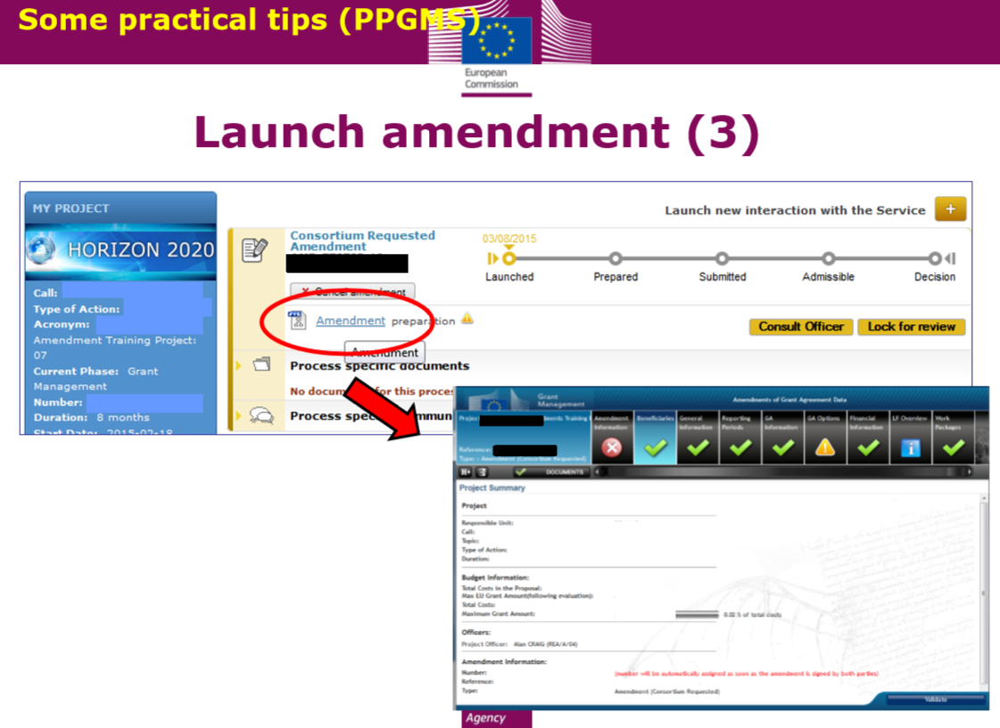 Some practical tips (PPGMS)
European
Commission
Launch amendment (3)
MY PROJECT
HORIZON 2020
Call:
Type of Action:
Acronym:
Amendment Training Project:
07
Current Phase: Grant
Management
Number:
Duration: 8 months
Start Date: 2015-02-18
Launch new interaction with the Service +
Consortium Requested
Amendment
03/08/2015
Launched Prepared Submitted Admissible Decision
Cancel amendment
Amendment preparation
Consult Officer Lock for review
Amendment
Process specific documents
No docum for this proces
Process spec mmun
Grant
Management
Amendments of Grant Agreement Data
Project
ments Training
Reference:
Type: : Amendment (Consortium Requested)
Amendment
Information
Beneficiaries
General
Information
Reporting
Periods
GA
Information
GA Options
Financial
Information
LF Overview
Work
Packages
DOCUMENTS
Project Summary
Project
Responsible Unit:
Call:
Topic:
Type of Action:
Duration:
Budget Information:
Total Costs in the Proposal:
Max EU Grant Amount(following evaluation):
Total Costs:
Maximum Grant Amount: 0.02 % of total costs
Officers:
Project Officer: Alan CRAIG (REA/A/04)
Amendment Information:
Number: (number will be automatically assigned as soon as the amendment is signed by both parties)
Reference:
Type: Amendment (Consortium Requested)
Validate
Agency